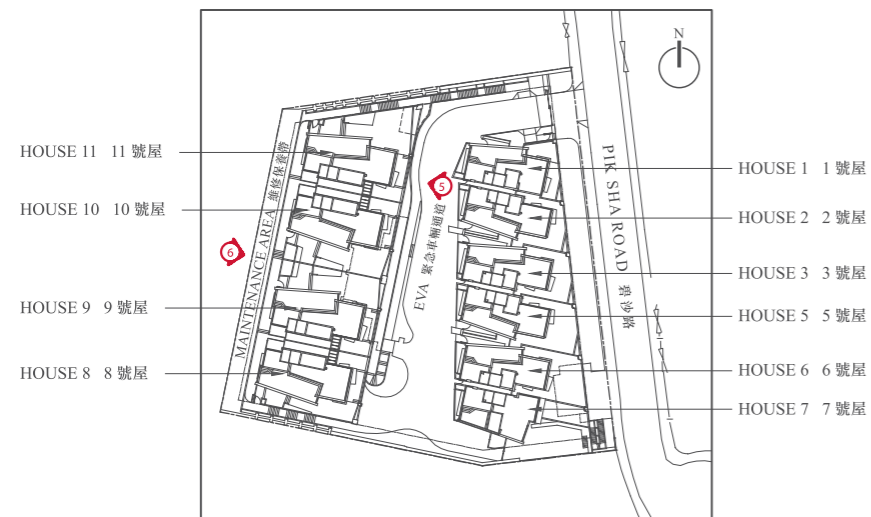 N
HOUSE 11 11 號屋
HOUSE 10 10 號屋
HOUSE 9 9 號屋
HOUSE 8 8 號屋
6
MAINTENANCE AREA 維修保養帶
5
EVA 緊急車輛通道
PIK SHA ROAD 碧沙路
HOUSE 1 1 號屋
HOUSE 2 2 號屋
HOUSE 3 3 號屋
HOUSE 5 5 號屋
HOUSE 6 6 號屋
HOUSE 7 7 號屋